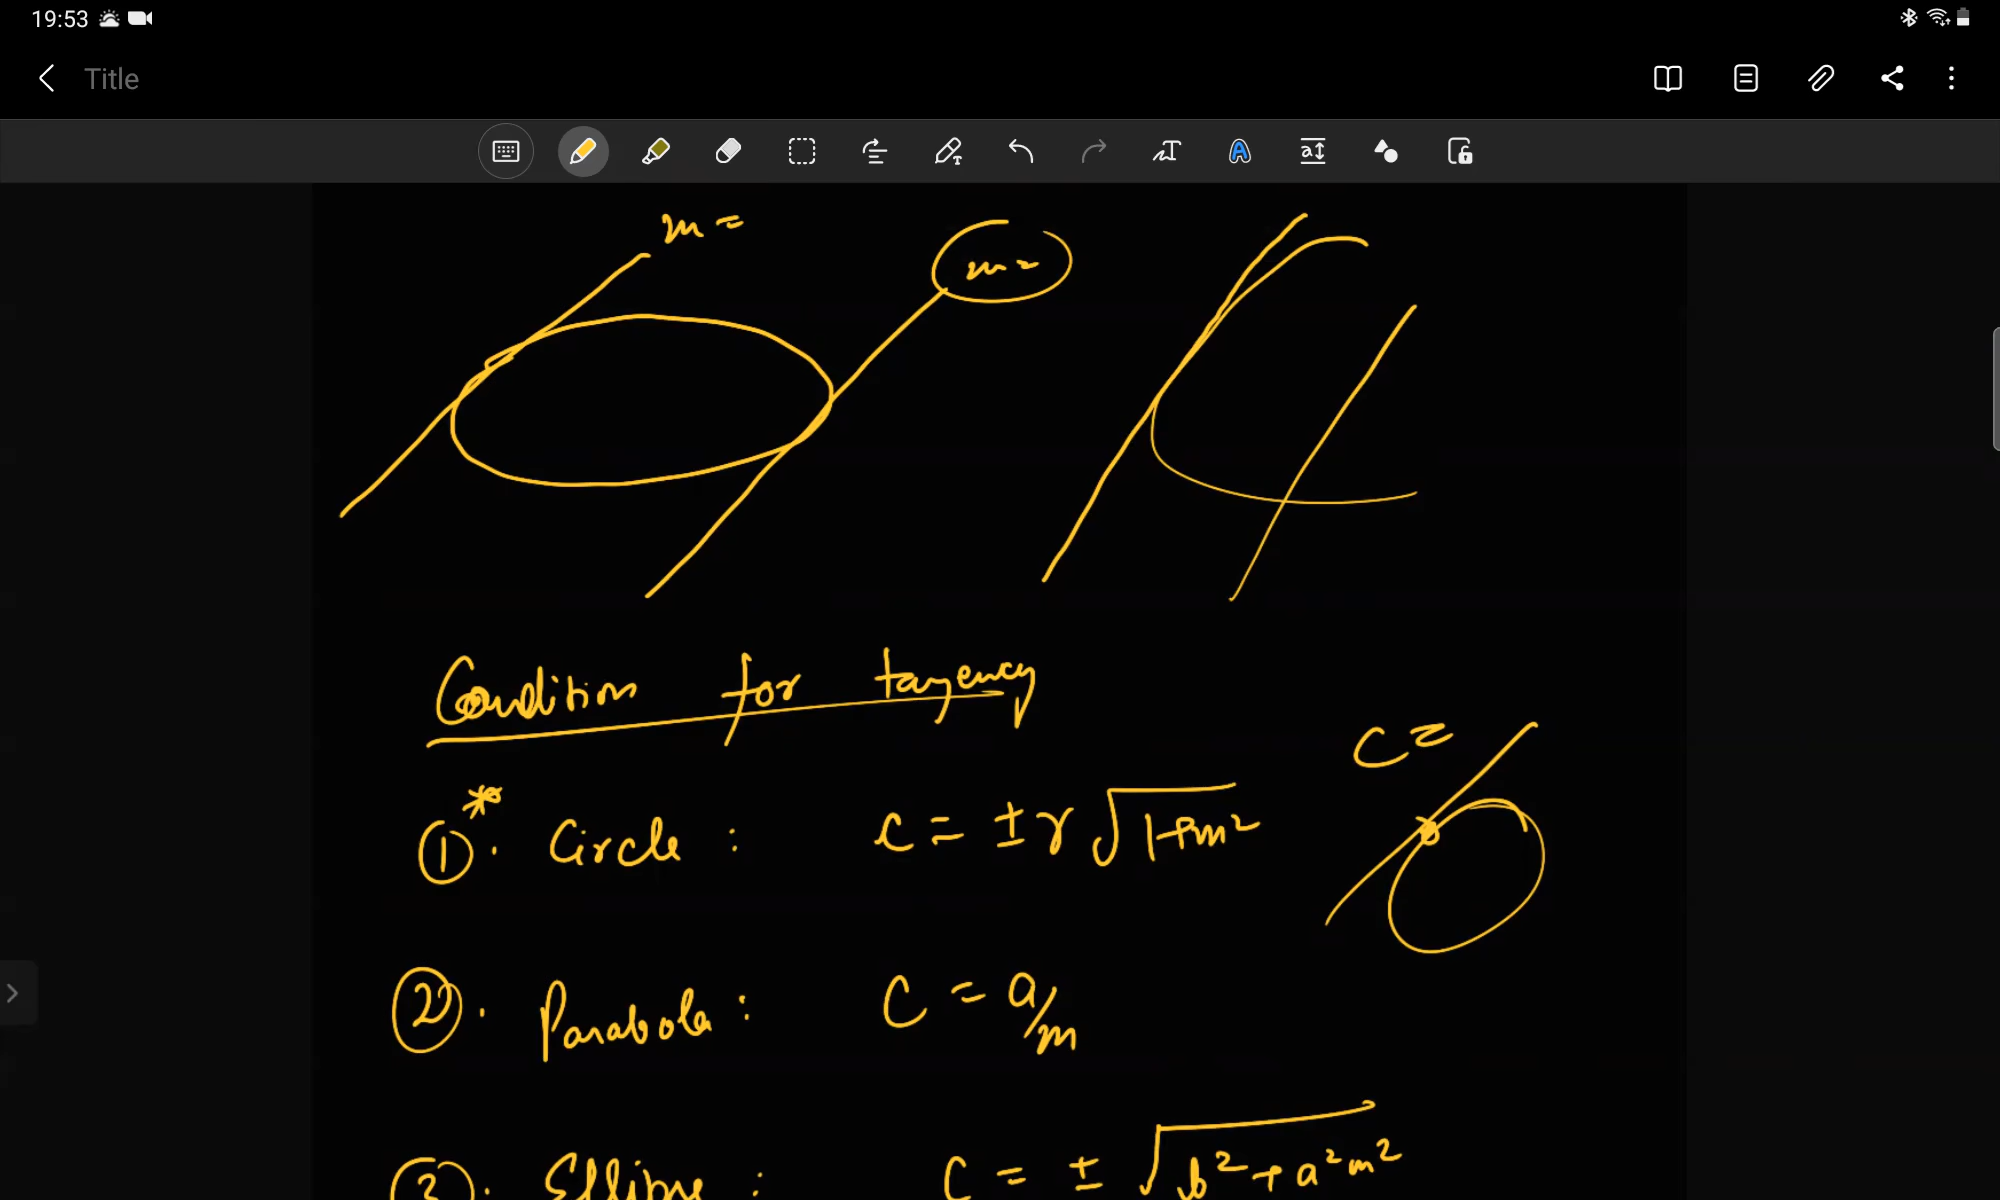 19:53
Title
m =
m =
Condition for tangency
C =
1. Circle : c = ±r √1+m²
2. Parabola : C = a/m
3. Ellipse : C = ± √b²+a²m²